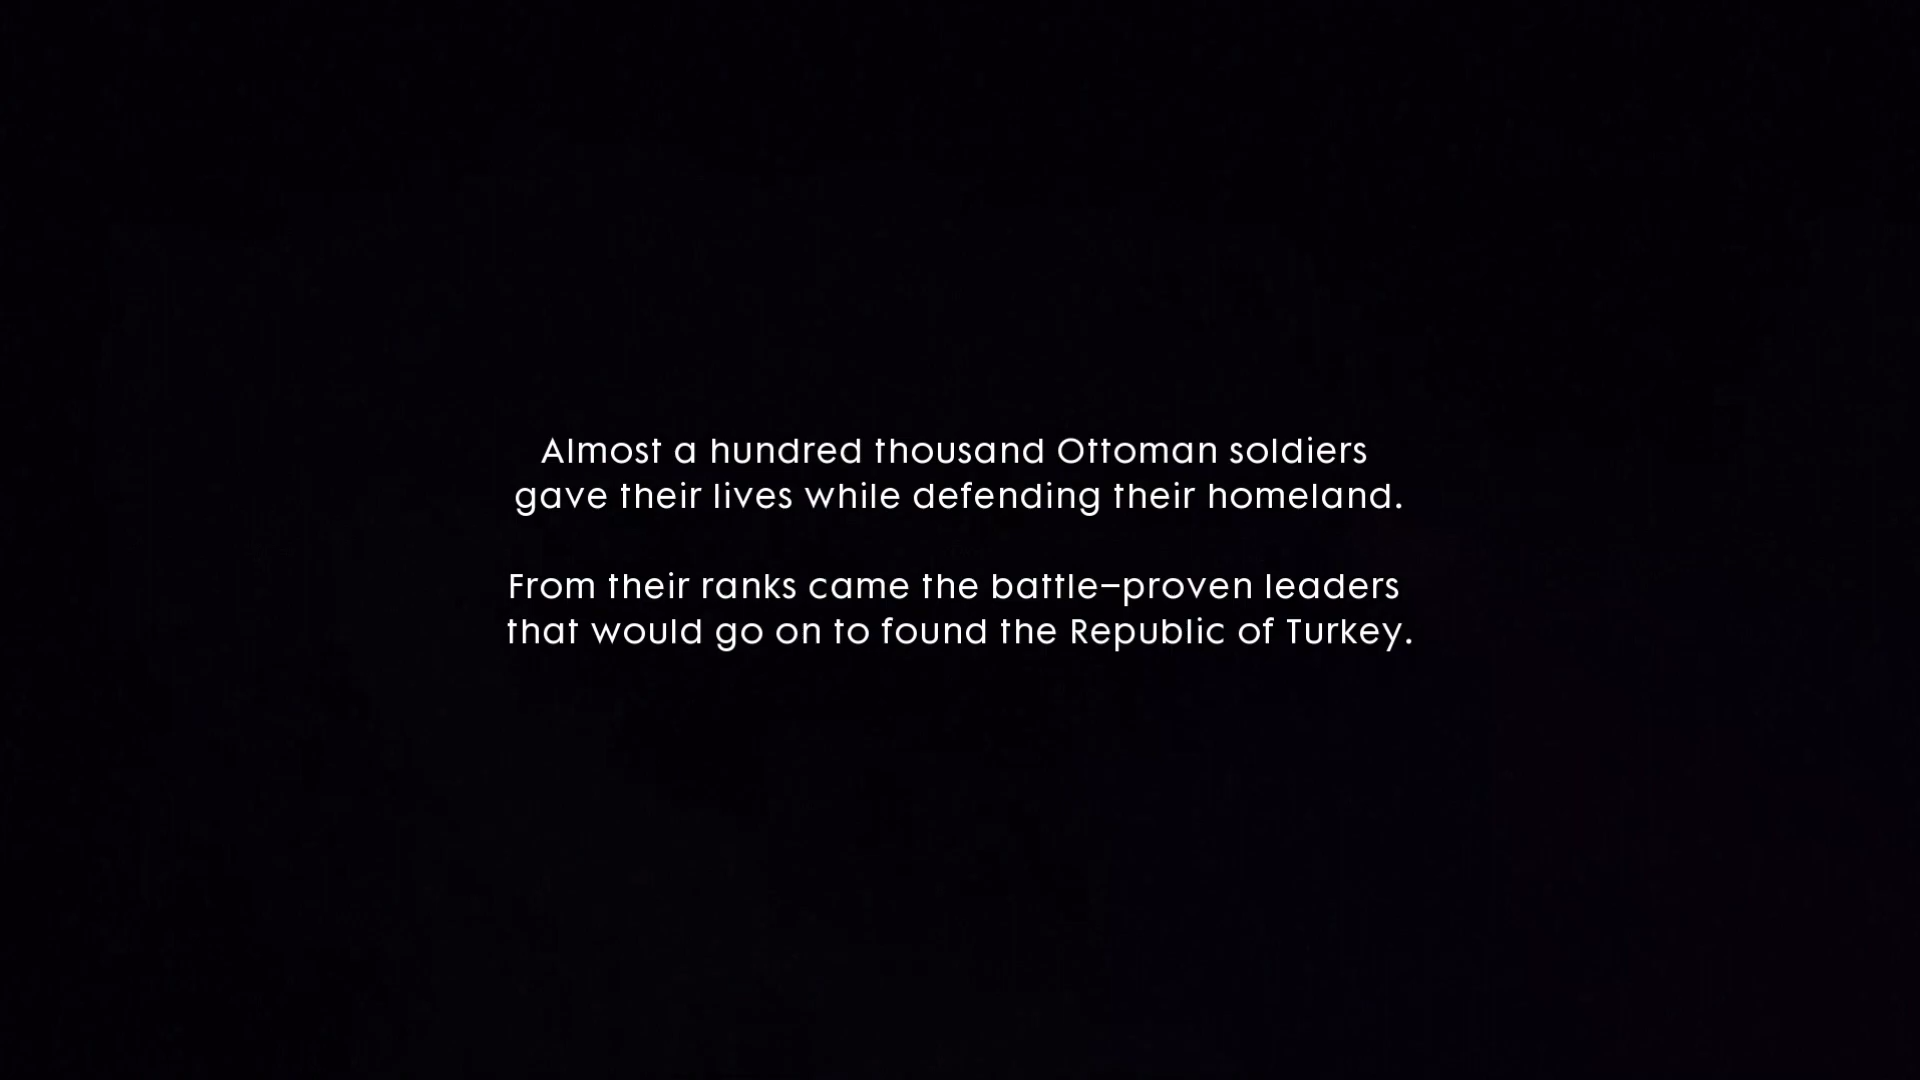 Almost a hundred thousand Ottoman soldiers
gave their lives while defending their homeland.
From their ranks came the battle–proven leaders
that would go on to found the Republic of Turkey.